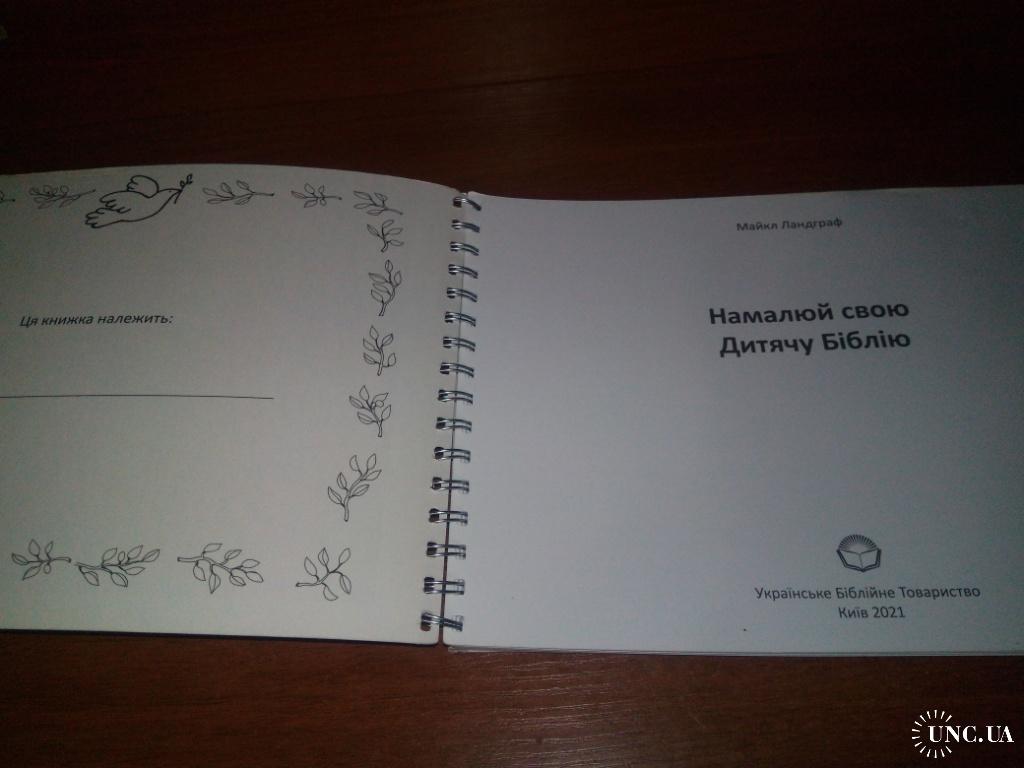 Ця книжка належить:
Майкл Ландграф
Намалюй свою
Дитячу Біблію
Українське Біблійне Товариство
Київ 2021
UNC.UA